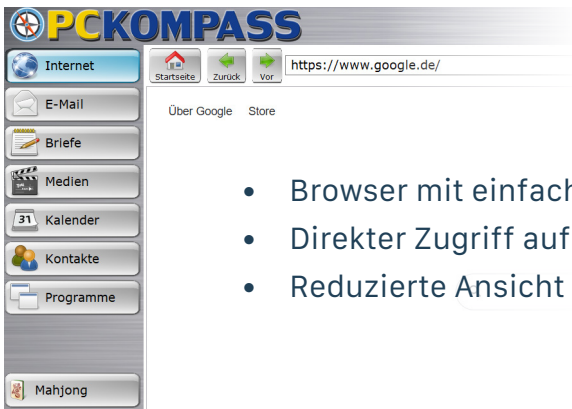 PCKOMPASS
Internet
E-Mail
Briefe
Medien
31 Kalender
Kontakte
Programme
Mahjong
Startseite Zurück Vor https://www.google.de/
Über Google Store
• Browser mit einfach
• Direkter Zugriff auf
• Reduzierte Ansicht